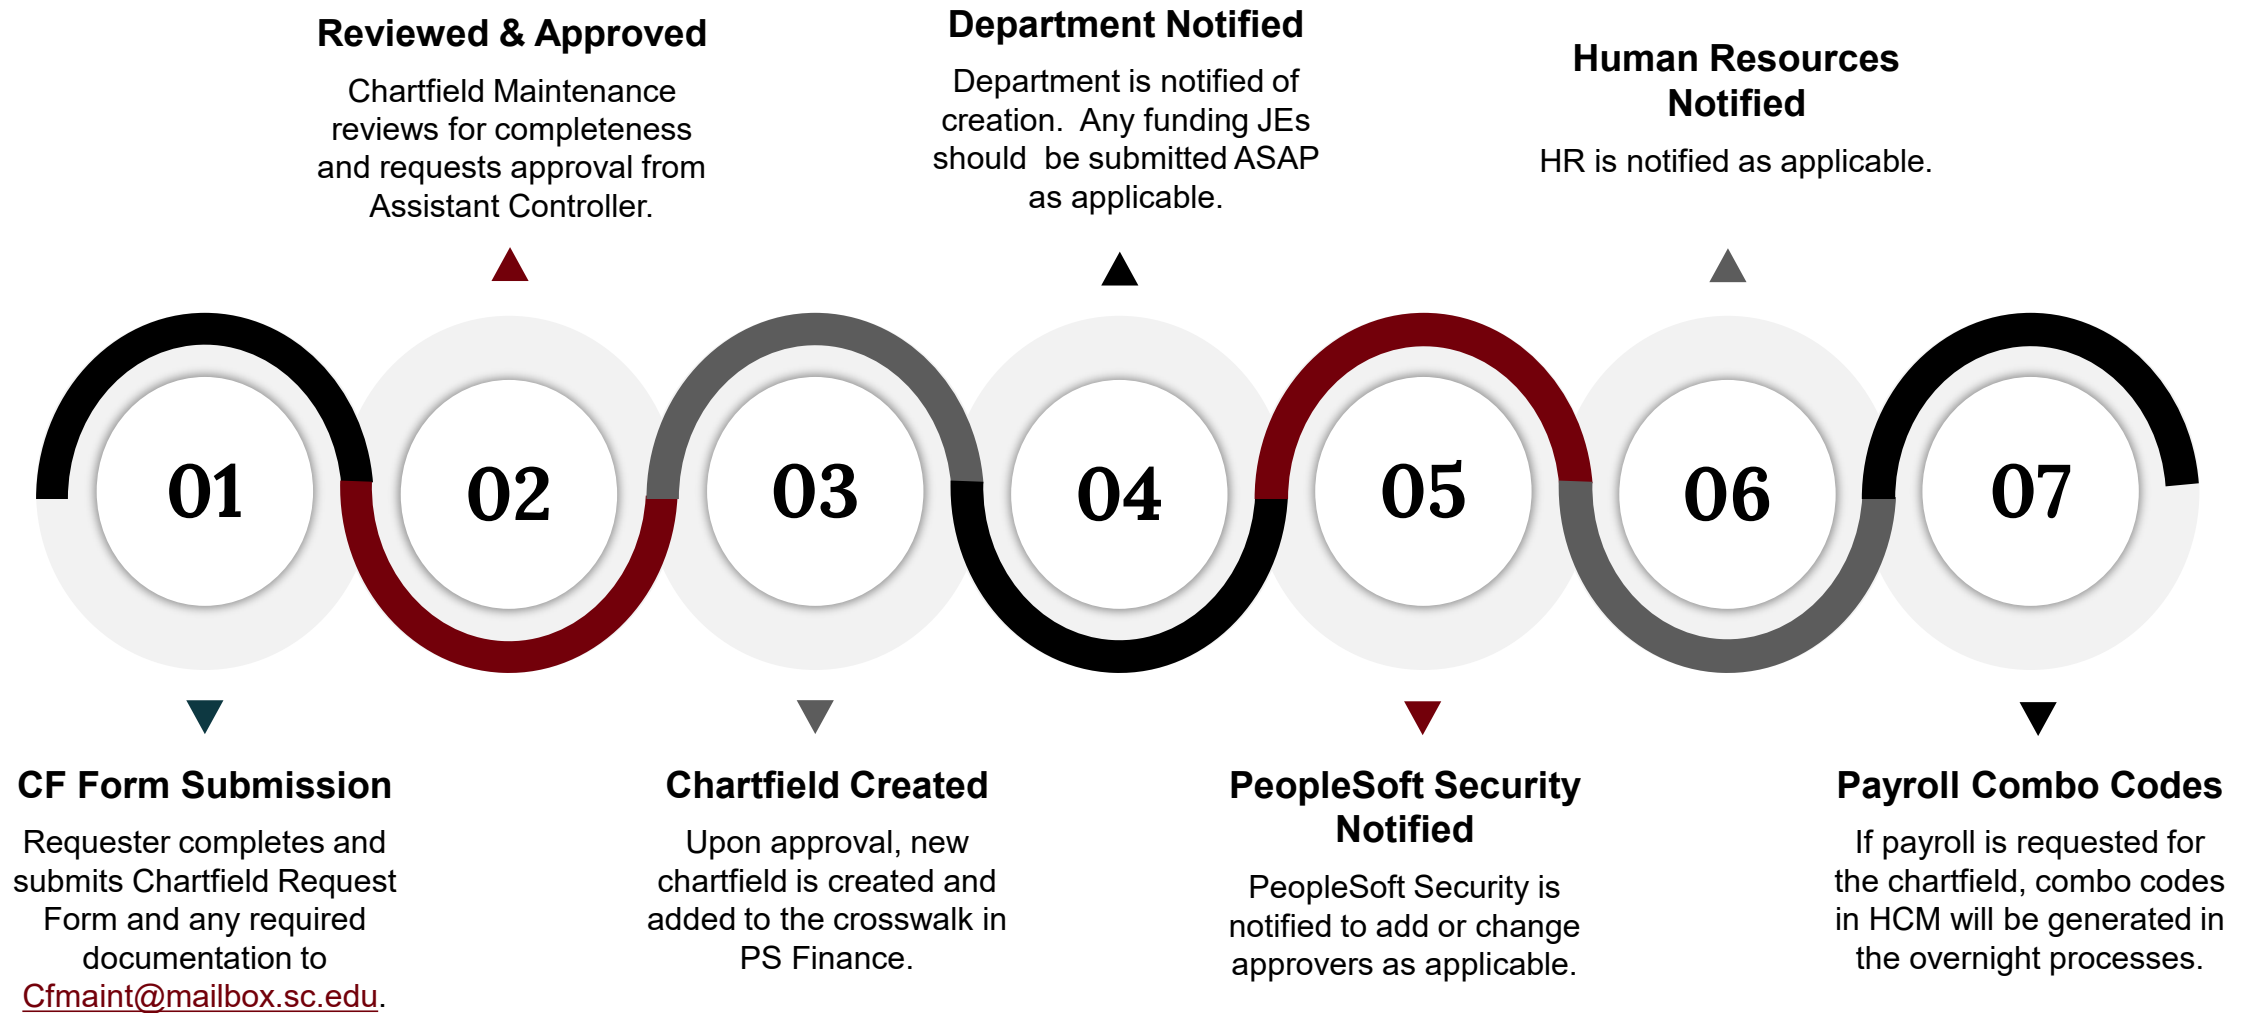 Reviewed & Approved
Chartfield Maintenance
reviews for completeness
and requests approval from
Assistant Controller.
Department Notified
Department is notified of
creation.  Any funding JEs
should  be submitted ASAP
as applicable.
Human Resources
Notified
HR is notified as applicable.
01
02
03
04
05
06
07
CF Form Submission
Requester completes and
submits Chartfield Request
Form and any required
documentation to
Cfmaint@mailbox.sc.edu.
Chartfield Created
Upon approval, new
chartfield is created and
added to the crosswalk in
PS Finance.
PeopleSoft Security
Notified
PeopleSoft Security is
notified to add or change
approvers as applicable.
Payroll Combo Codes
If payroll is requested for
the chartfield, combo codes
in HCM will be generated in
the overnight processes.